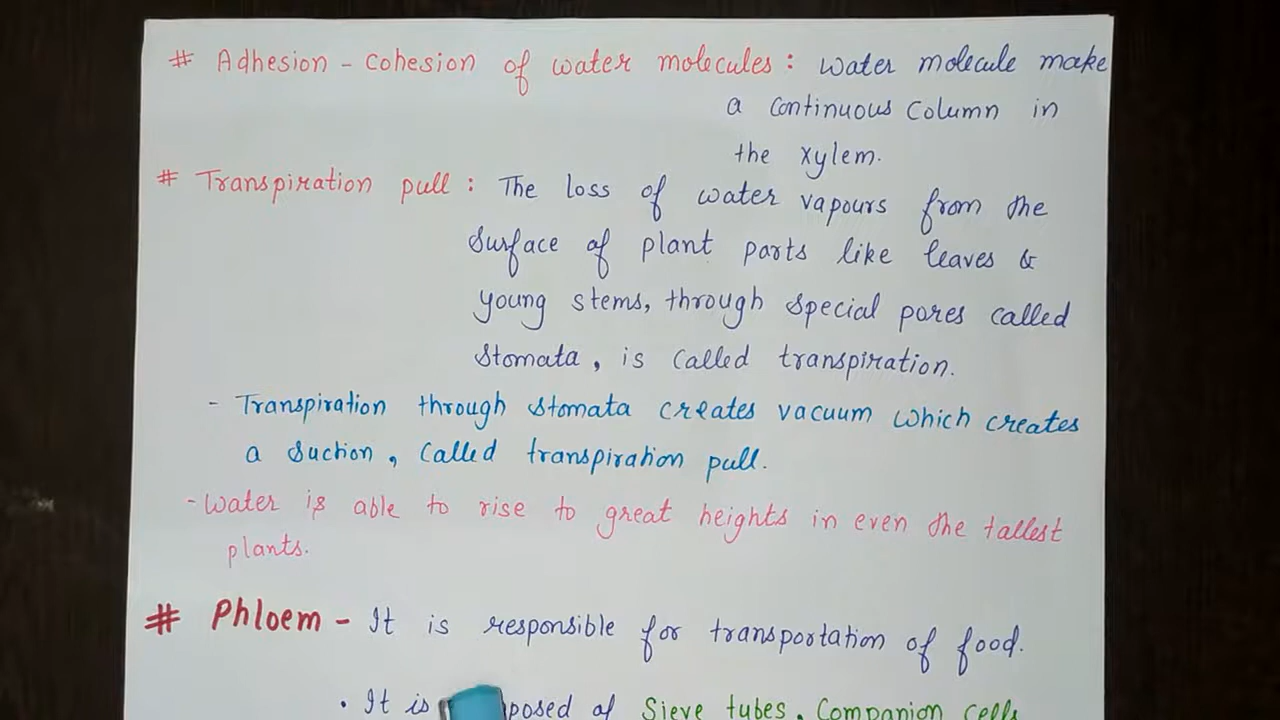 # Adhesion - cohesion of water molecules : water molecule make
a continuous column in
the xylem.
# Transpiration pull : The loss of water vapours from the
surface of plant parts like leaves &
young stems, through special pores called
stomata, is called transpiration.
- Transpiration through stomata creates vacuum which creates
a suction, called transpiration pull.
- Water is able to rise to great heights in even the tallest
plants.
# Phloem - It is responsible for transportation of food.
• It is posed of Sieve tubes, Companion cells